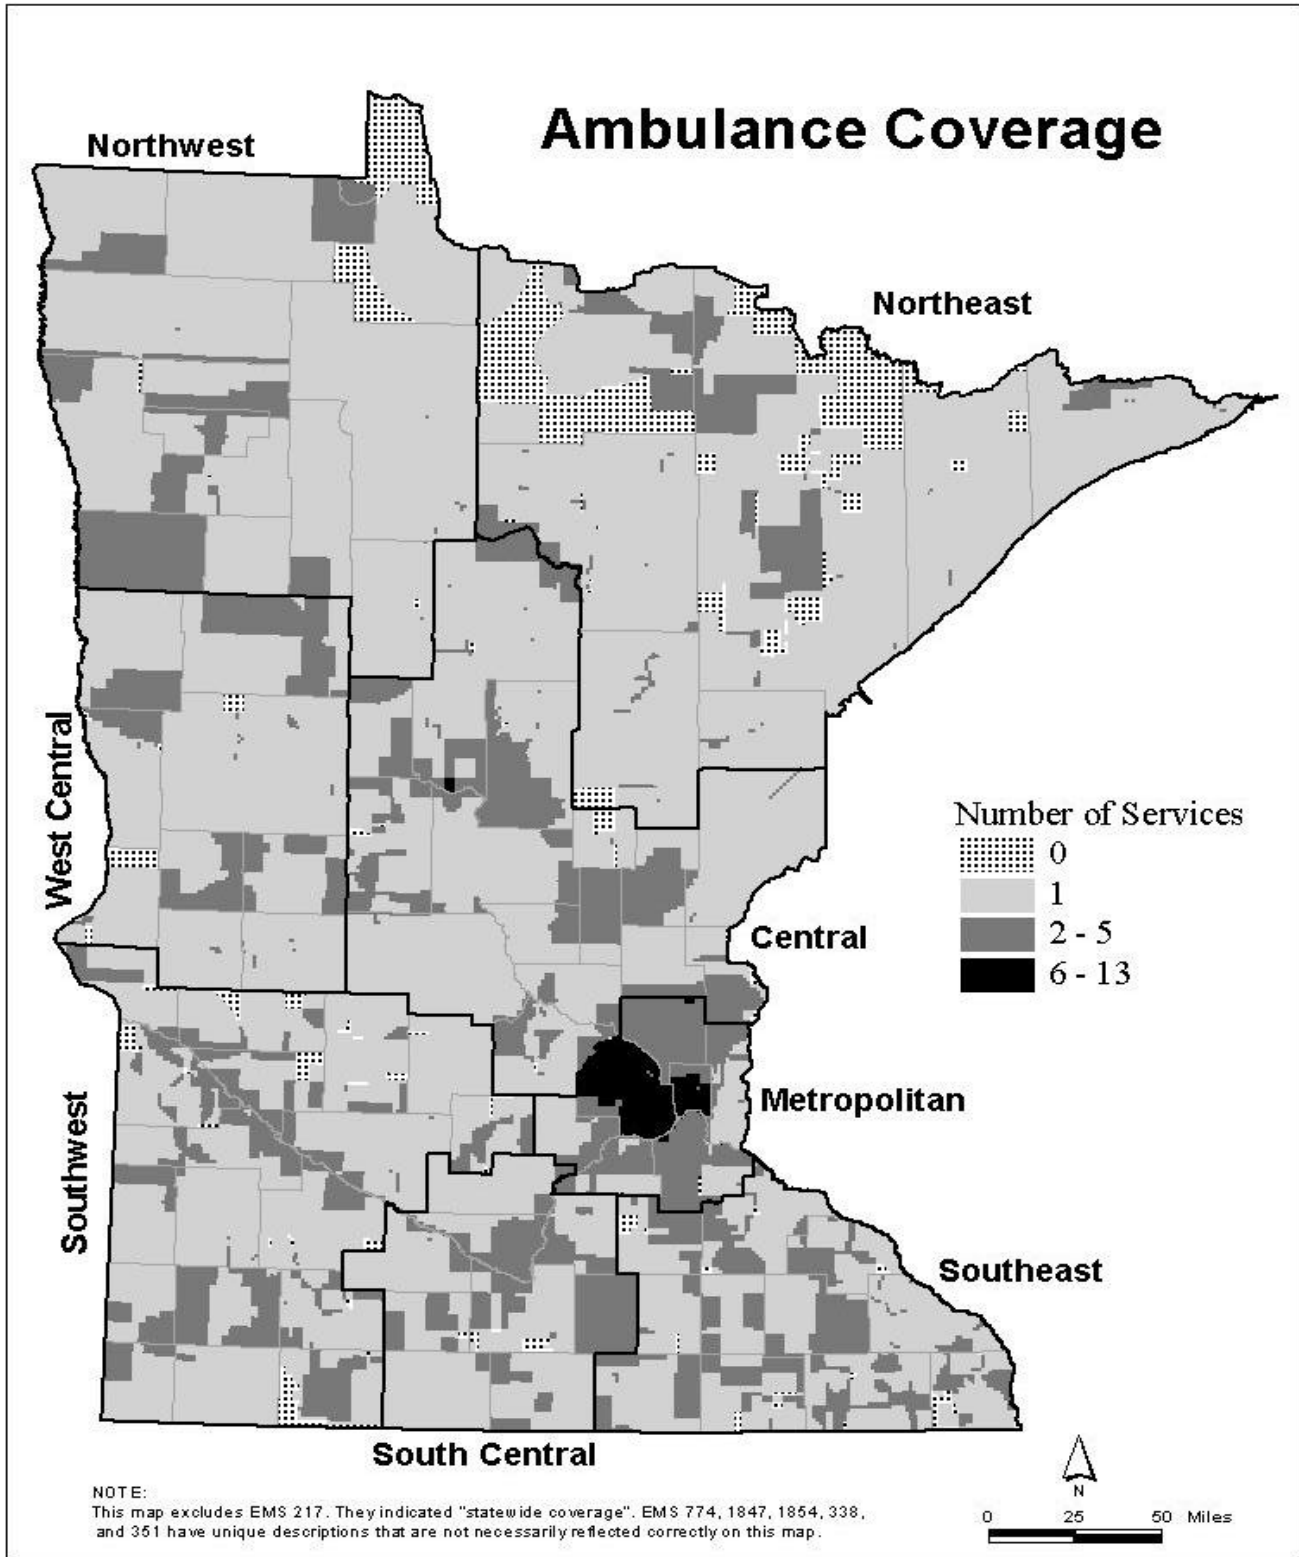 Ambulance Coverage
Northwest
Northeast
West Central
Number of Services
0
1
2 - 5
6 - 13
Central
Metropolitan
Southwest
Southeast
South Central
NOTE:
This map excludes EMS 217. They indicated "statewide coverage". EMS 774, 1847, 1854, 338,
and 351 have unique descriptions that are not necessarily reflected correctly on this map.
N
0 25 50 Miles